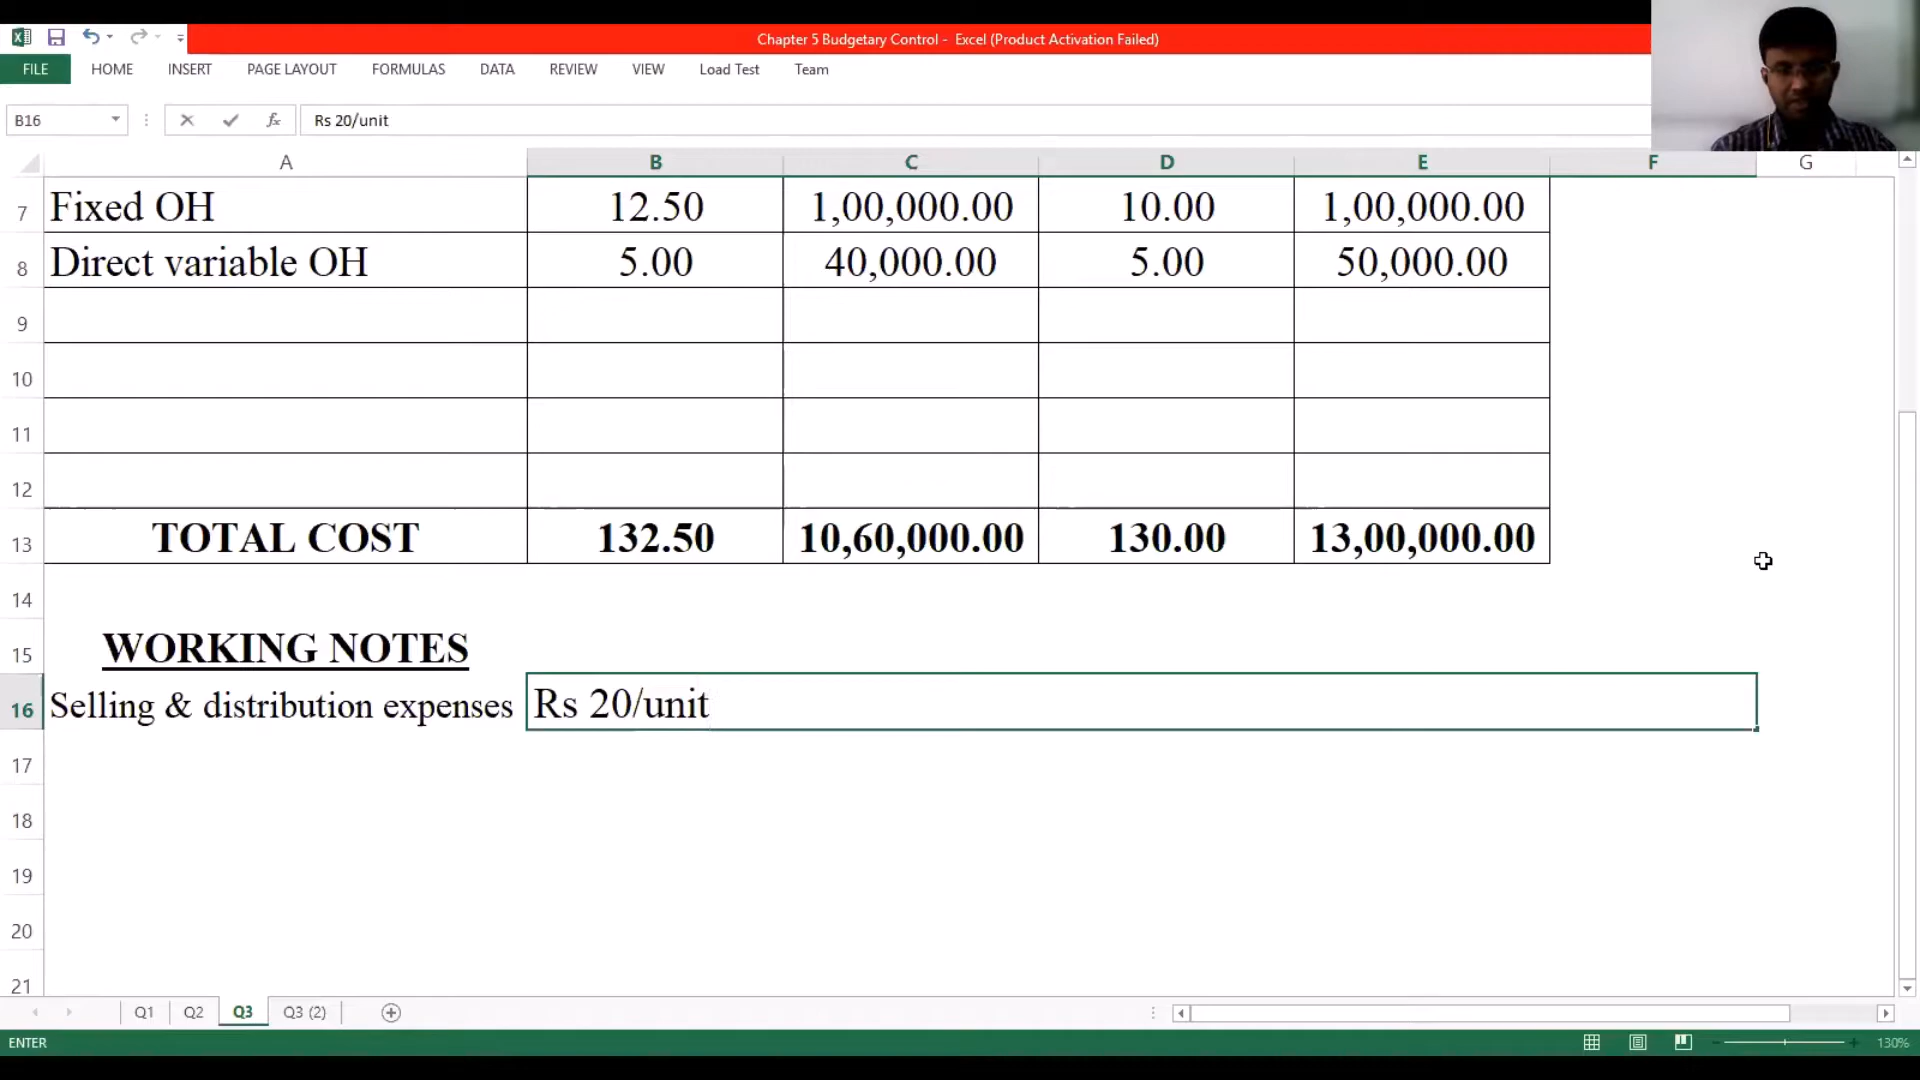 Chapter 5 Budgetary Control - Excel (Product Activation Failed)
FILE HOME INSERT PAGE LAYOUT FORMULAS DATA REVIEW VIEW Load Test Team
B16 fx Rs 20/unit
A B C D E F G
7 Fixed OH 12.50 1,00,000.00 10.00 1,00,000.00
8 Direct variable OH 5.00 40,000.00 5.00 50,000.00
9
10
11
12
13 TOTAL COST 132.50 10,60,000.00 130.00 13,00,000.00
14
15 WORKING NOTES
16 Selling & distribution expenses Rs 20/unit
17
18
19
20
21
Q1 Q2 Q3 Q3 (2)
ENTER 130%